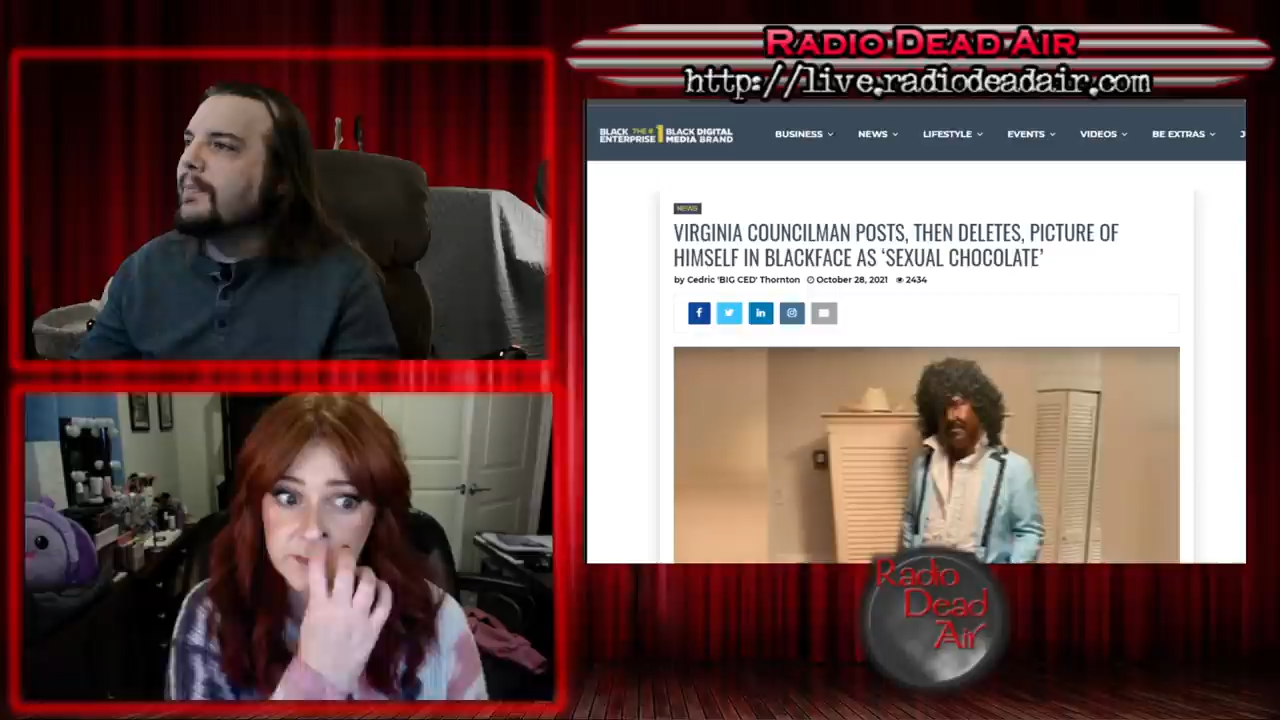 RADIO DEAD AIR
http://live.radiodeadair.com
BLACK ENTERPRISE THE #1 BLACK DIGITAL MEDIA BRAND
BUSINESS NEWS LIFESTYLE EVENTS VIDEOS BE EXTRAS J
NEWS
VIRGINIA COUNCILMAN POSTS, THEN DELETES, PICTURE OF
HIMSELF IN BLACKFACE AS ‘SEXUAL CHOCOLATE’
by Cedric 'BIG CED' Thornton October 28, 2021 2434
f
in
Radio
Dead
Air